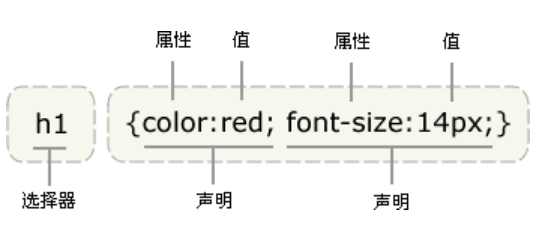 属性 值 属性 值
h1 {color:red; font-size:14px;}
选择器 声明 声明